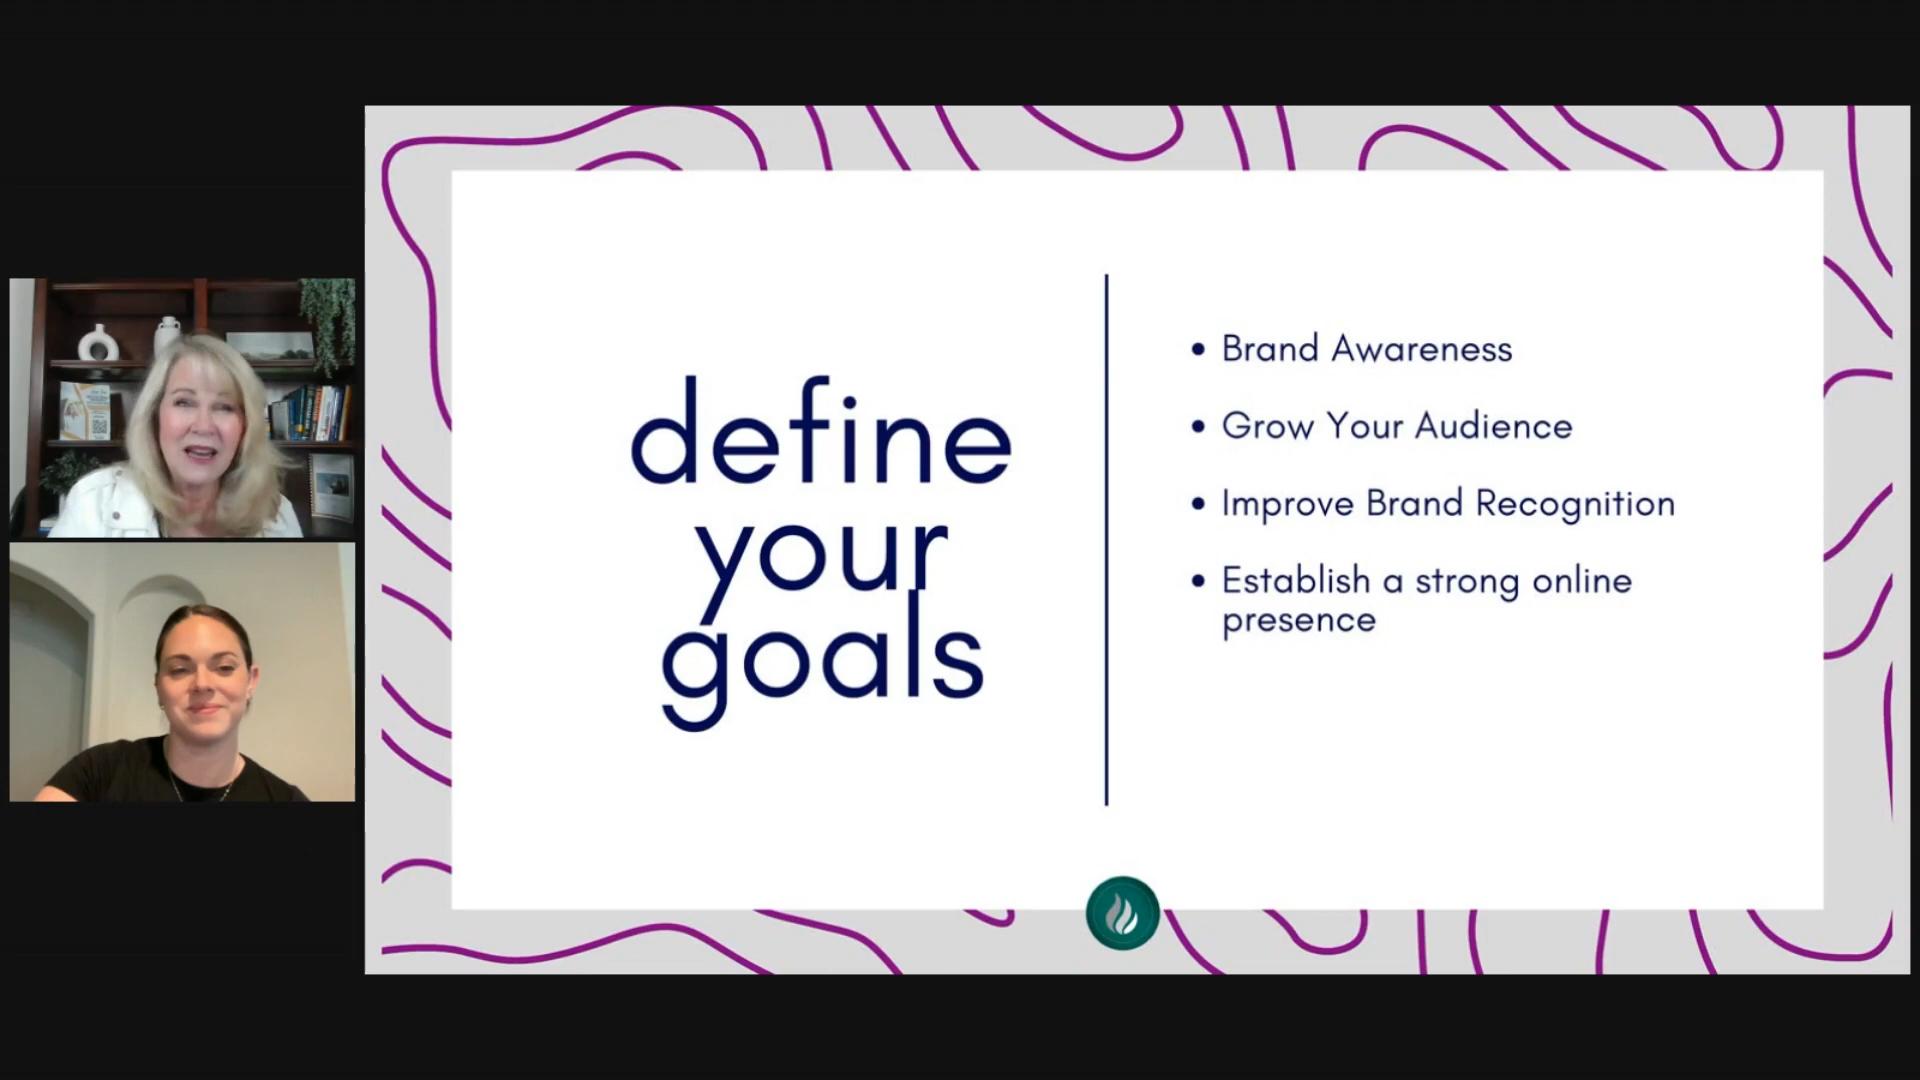 define
your
goals
• Brand Awareness
• Grow Your Audience
• Improve Brand Recognition
• Establish a strong online
presence